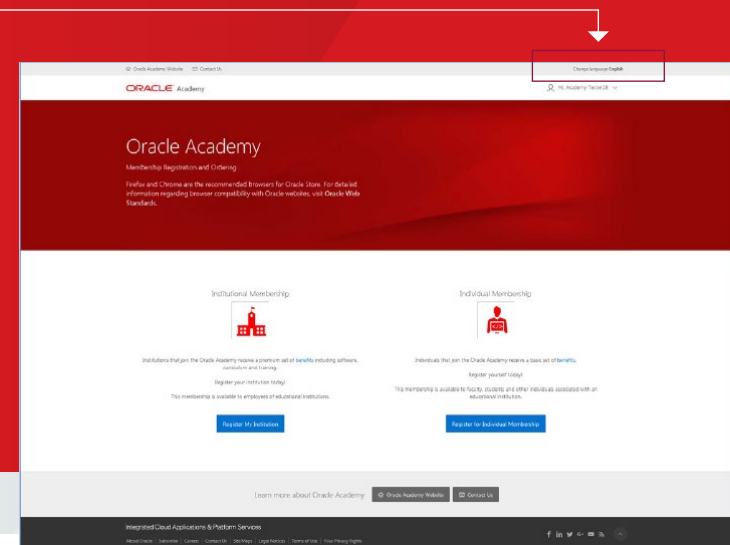 Oracle Academy Website Contact Us
Change language English
ORACLE Academy
Hi, Academy
Oracle Academy
Membership Registration and Ordering
Firefox and Chrome are the recommended browsers for Oracle Store. For detailed
information regarding browser compatibility with Oracle websites, visit Oracle Web
Standards.
Institutional Membership
Institutions that join the Oracle Academy receive a premium set of benefits including software,
curriculum and training.
Register your institution today!
This membership is available to employees of educational institutions.
Register My Institution
Individual Membership
Individuals that join the Oracle Academy receive a basic set of benefits.
Register yourself today!
This membership is available to faculty, students and other individuals associated with an
educational institution.
Register for Individual Membership
Learn more about Oracle Academy Oracle Academy Website Contact Us
Integrated Cloud Applications & Platform Services
About Oracle | Subscribe | Careers | Contact Us | Site Maps | Legal Notices | Terms of Use | Your Privacy Rights